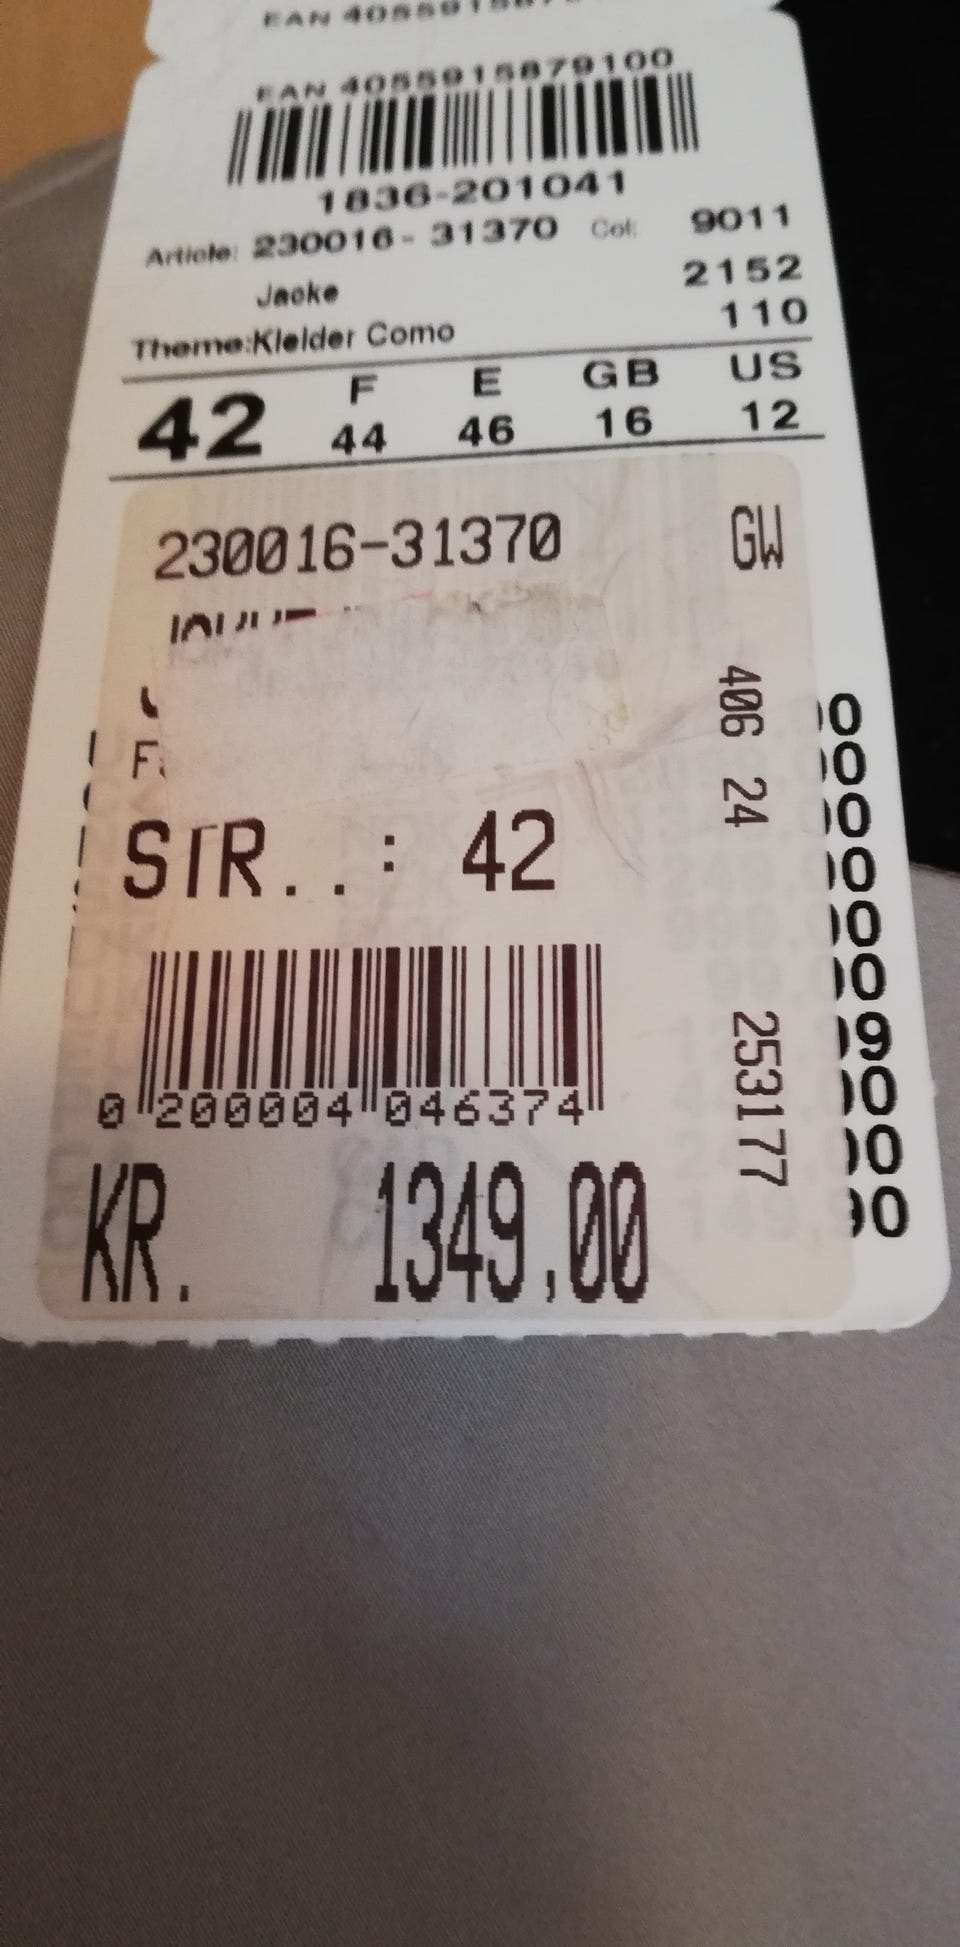 EAN 4055915879100
1836-201041
Article: 230016-31370 Col: 9011
Jacke 2152
Theme:Kleider Como 110
42 F E GB US
44 46 16 12
230016-31370 GW
406 24
STR..: 42
253177
0 200004 046374
KR. 1349,00